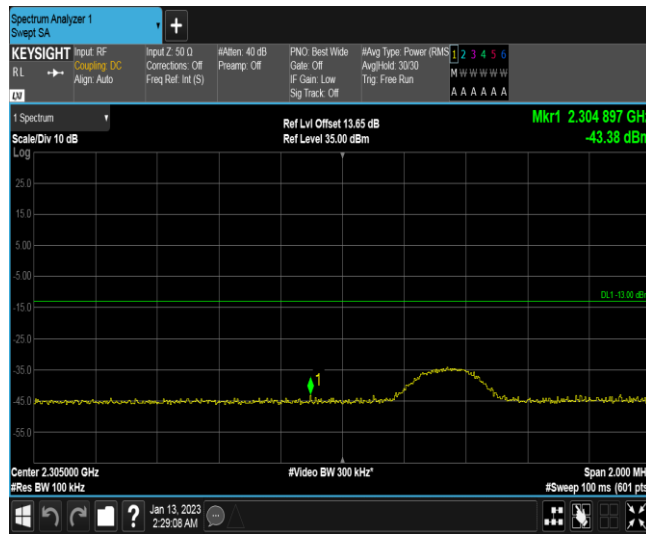 Spectrum Analyzer 1
Swept SA
+
KEYSIGHT Input: RF Input Z: 50 Ω #Atten: 40 dB PNO: Best Wide #Avg Type: Power (RMS 1 2 3 4 5 6
RL Coupling: DC Corrections: Off Preamp: Off Gate: Off Avg|Hold: 30/30 M W W W W W
Align: Auto Freq Ref: Int (S) IF Gain: Low Trig: Free Run
LXI Sig Track: Off A A A A A A
1 Spectrum Ref Lvl Offset 13.65 dB Mkr1 2.304 897 GHz
Scale/Div 10 dB Ref Level 35.00 dBm -43.38 dBm
Log
25.0
15.0
5.00
-5.00
DL1 -13.00 dBm
-15.0
-25.0
-35.0
1
-45.0
-55.0
Center 2.305000 GHz #Video BW 300 kHz* Span 2.000 MH
#Res BW 100 kHz #Sweep 100 ms (601 pts
? Jan 13, 2023
2:29:08 AM